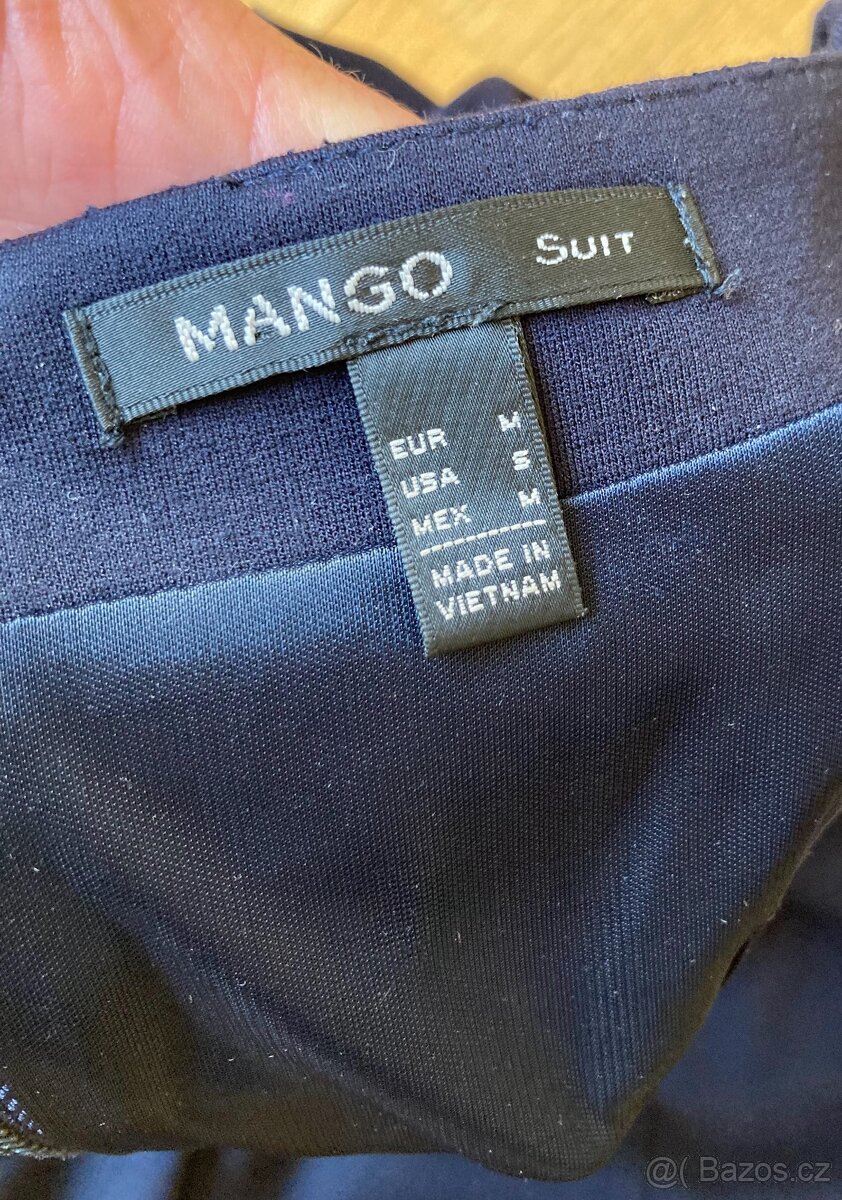 MANGO SUIT
EUR M
USA S
MEX M
MADE IN
VIETNAM
@( Bazos.cz